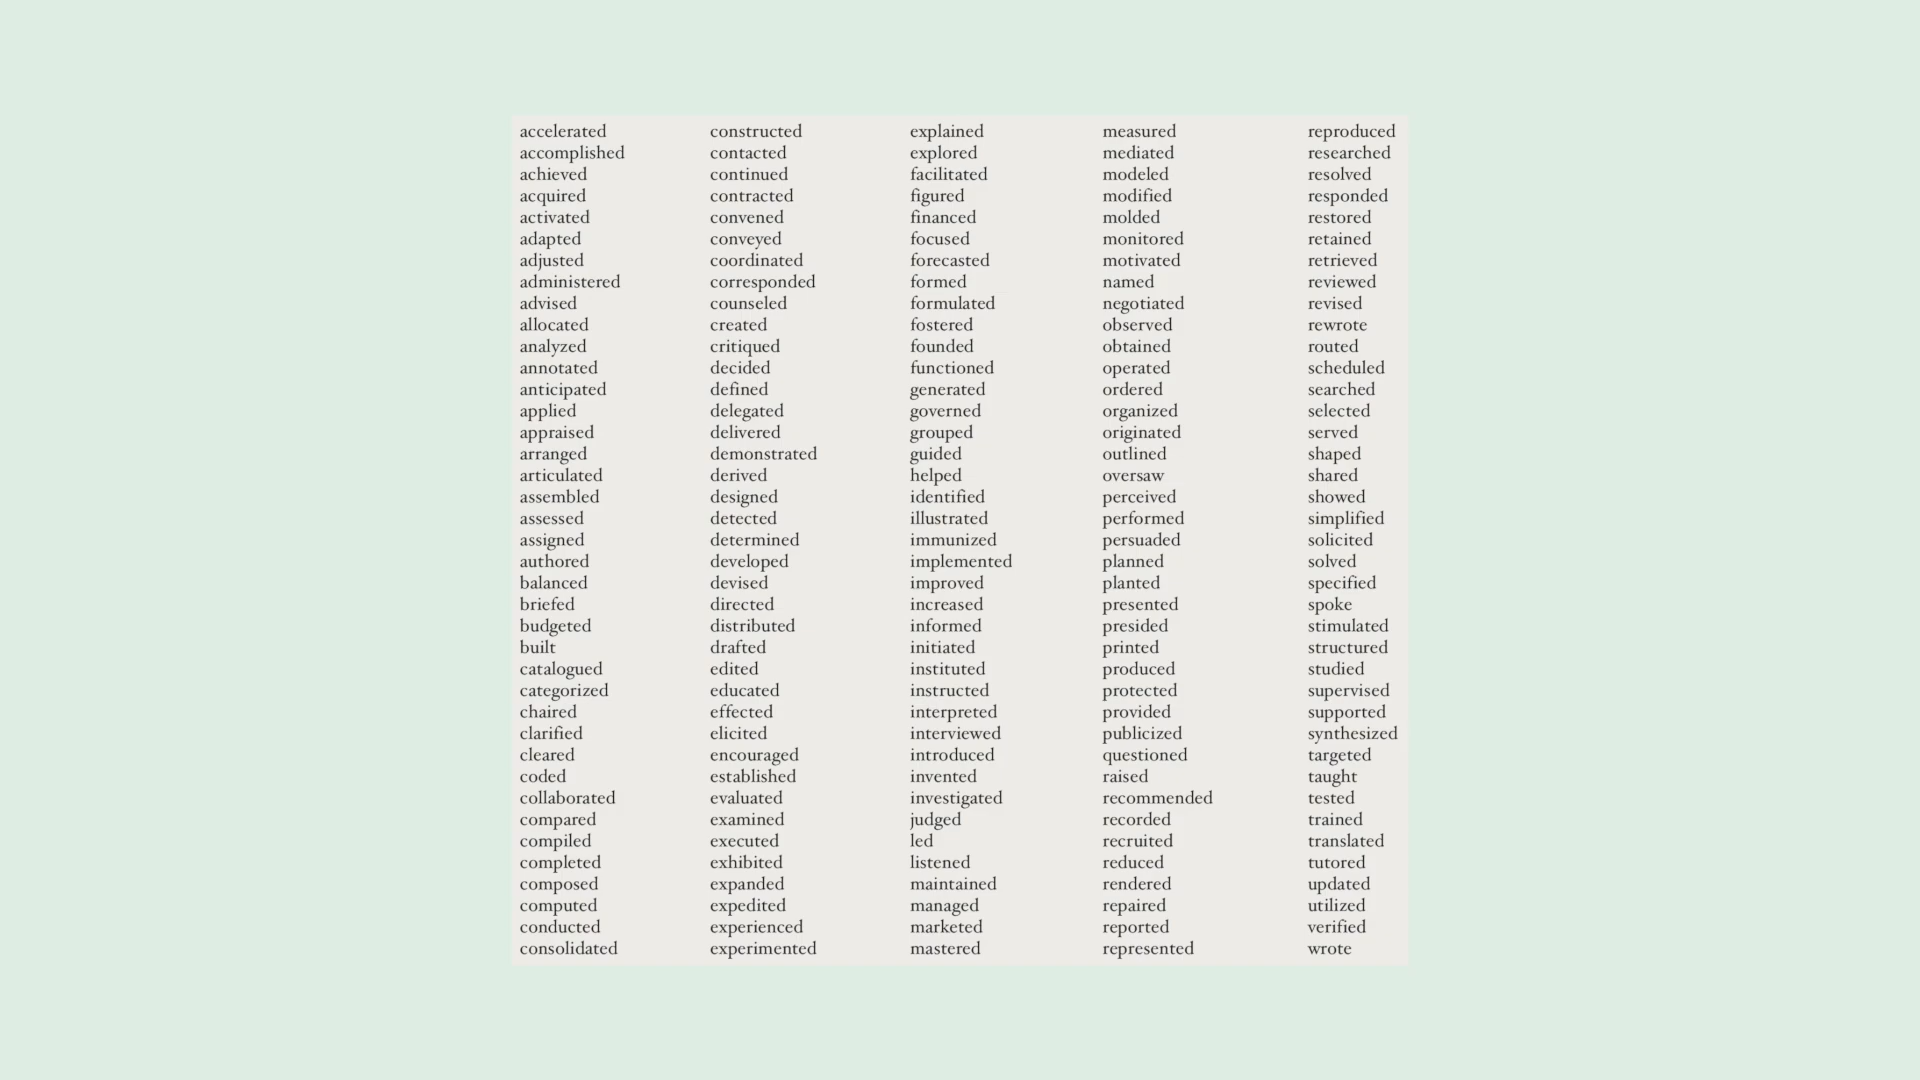 accelerated
accomplished
achieved
acquired
activated
adapted
adjusted
administered
advised
allocated
analyzed
annotated
anticipated
applied
appraised
arranged
articulated
assembled
assessed
assigned
authored
balanced
briefed
budgeted
built
catalogued
categorized
chaired
clarified
cleared
coded
collaborated
compared
compiled
completed
composed
computed
conducted
consolidated
constructed
contacted
continued
contracted
convened
conveyed
coordinated
corresponded
counseled
created
critiqued
decided
defined
delegated
delivered
demonstrated
derived
designed
detected
determined
developed
devised
directed
distributed
drafted
edited
educated
effected
elicited
encouraged
established
evaluated
examined
executed
exhibited
expanded
expedited
experienced
experimented
explained
explored
facilitated
figured
financed
focused
forecasted
formed
formulated
fostered
founded
functioned
generated
governed
grouped
guided
helped
identified
illustrated
immunized
implemented
improved
increased
informed
initiated
instituted
instructed
interpreted
interviewed
introduced
invented
investigated
judged
led
listened
maintained
managed
marketed
mastered
measured
mediated
modeled
modified
molded
monitored
motivated
named
negotiated
observed
obtained
operated
ordered
organized
originated
outlined
oversaw
perceived
performed
persuaded
planned
planted
presented
presided
printed
produced
protected
provided
publicized
questioned
raised
recommended
recorded
recruited
reduced
rendered
repaired
reported
represented
reproduced
researched
resolved
responded
restored
retained
retrieved
reviewed
revised
rewrote
routed
scheduled
searched
selected
served
shaped
shared
showed
simplified
solicited
solved
specified
spoke
stimulated
structured
studied
supervised
supported
synthesized
targeted
taught
tested
trained
translated
tutored
updated
utilized
verified
wrote